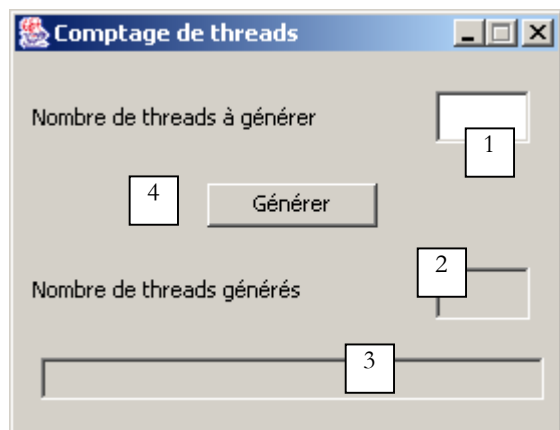 Comptage de threads
Nombre de threads à générer
1
4
Générer
2
Nombre de threads générés
3